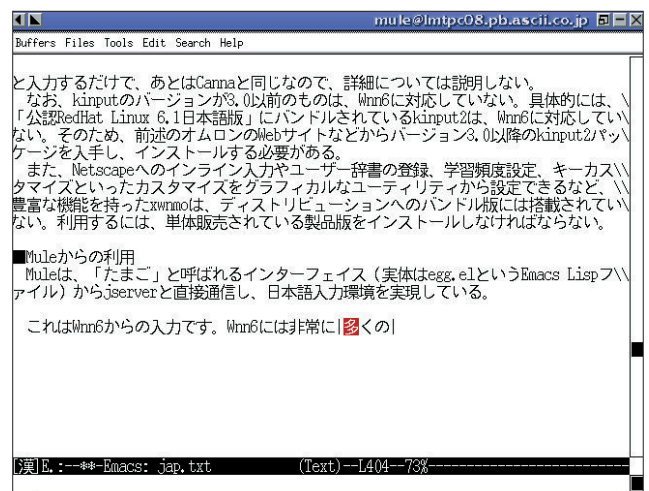 mule@lmtpc08.pb.ascii.co.jp
Buffers Files Tools Edit Search Help
と入力するだけで、あとはCannaと同じなので、詳細については説明しない。
なお、kinputのバージョンが3.0以前のものは、Wnn6に対応していない。具体的には、\
「公認RedHat Linux 6.1日本語版」にバンドルされているkinput2は、Wnn6に対応してい\
ない。そのため、前述のオムロンのWebサイトなどからバージョン3.0以降のkinput2パッ\
ケージを入手し、インストールする必要がある。
また、Netscapeへのインライン入力やユーザー辞書の登録、学習頻度設定、キーカス\\
タマイズといったカスタマイズをグラフィカルなユーティリティから設定できるなど、\\
豊富な機能を持ったxwnmoは、ディストリビューションへのバンドル版には搭載されてい\
ない。利用するには、単体販売されている製品版をインストールしなければならない。
■Muleからの利用
Muleは、「たまご」と呼ばれるインターフェイス（実体はegg.elというEmacs Lispフ\\
ァイル）からjserverと直接通信し、日本語入力環境を実現している。
これはWnn6からの入力です。Wnn6には非常に|多くの|
[漢]E.:--**-Emacs: jap.txt (Text)--L404--73%--------------------------